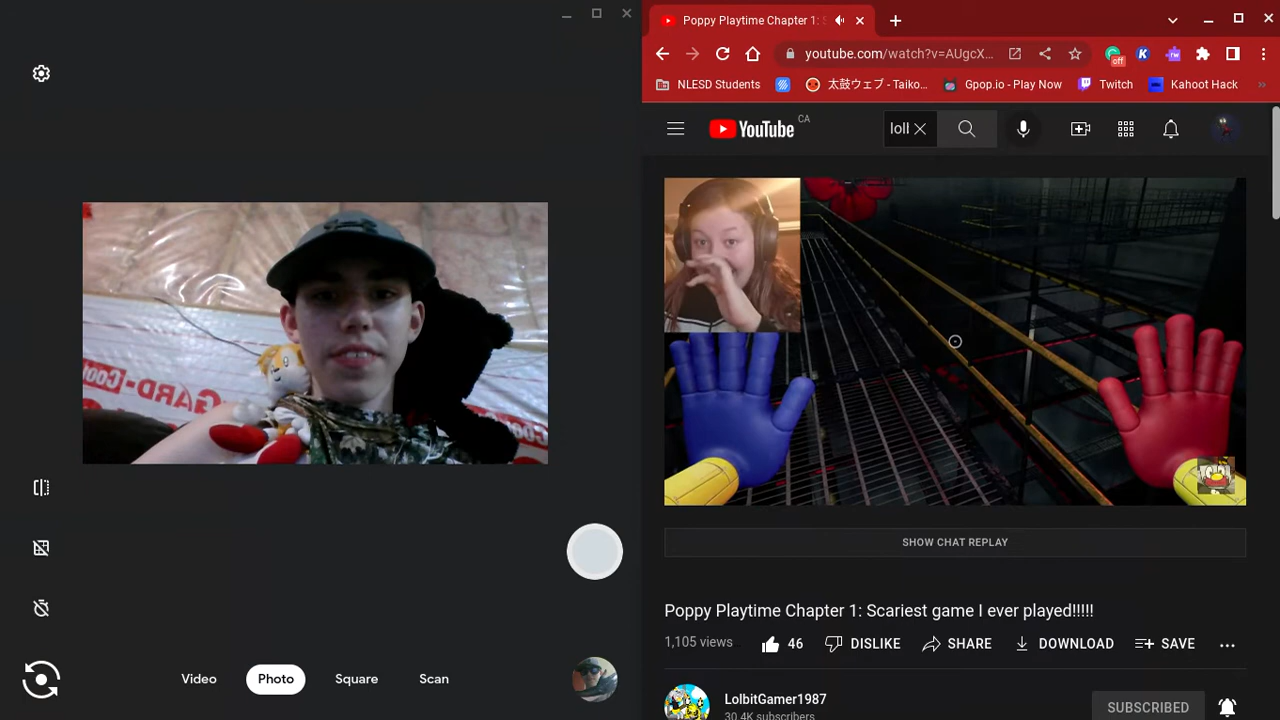 Poppy Playtime Chapter 1: S
youtube.com/watch?v=AUgcX...
off
NLESD Students
太鼓ウェブ - Taiko...
Gpop.io - Play Now
Twitch
Kahoot Hack
YouTube CA
loll
SHOW CHAT REPLAY
Poppy Playtime Chapter 1: Scariest game I ever played!!!!!
1,105 views
46
DISLIKE
SHARE
DOWNLOAD
SAVE
LolbitGamer1987
30.4K subscribers
SUBSCRIBED
Video
Photo
Square
Scan